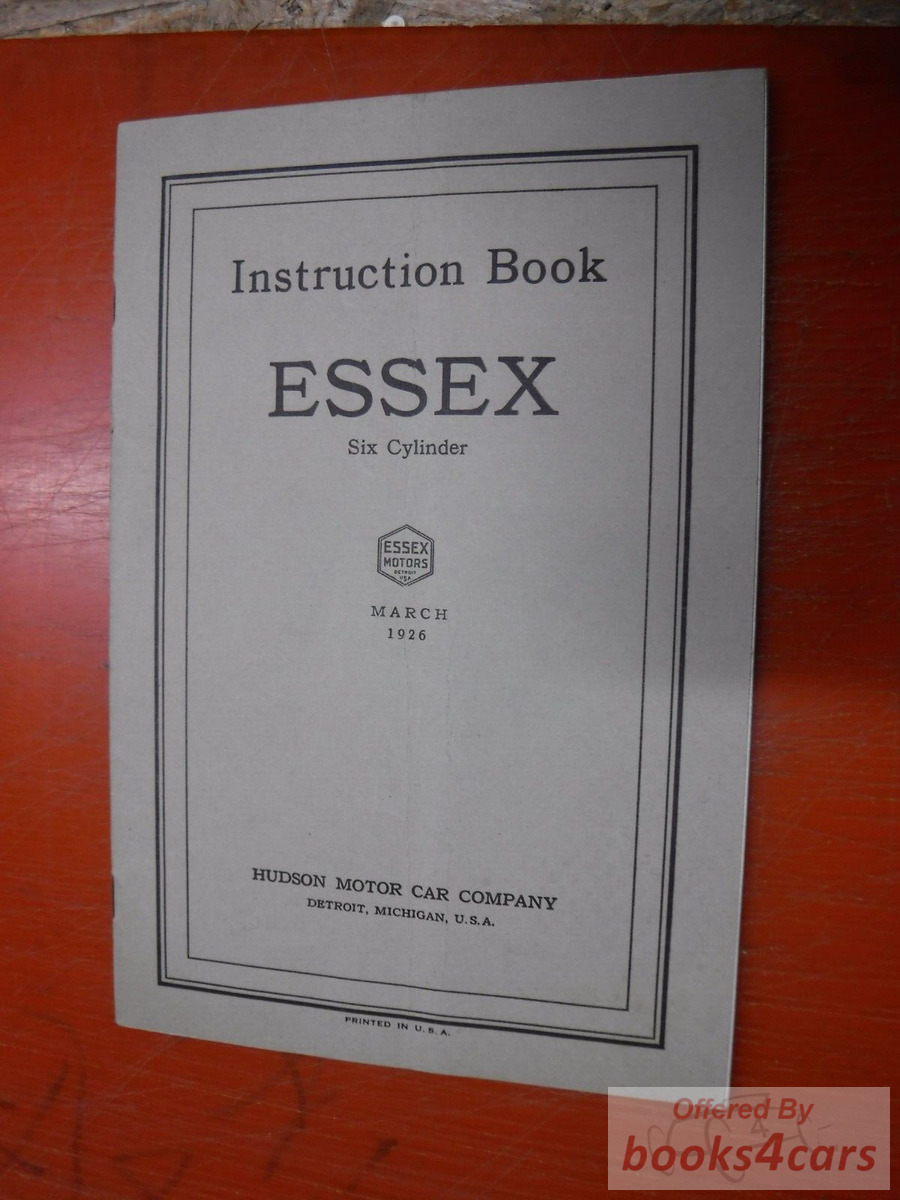 Instruction Book
ESSEX
Six Cylinder
ESSEX
MOTORS
DETROIT
USA
MARCH
1926
HUDSON MOTOR CAR COMPANY
DETROIT, MICHIGAN, U.S.A.
PRINTED IN U.S.A.
Offered By
books4cars